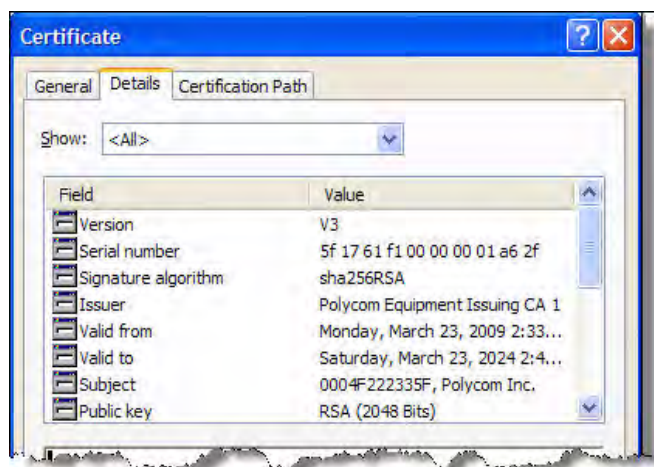 Certificate
General Details Certification Path
Show: <All>
Field Value
Version V3
Serial number 5f 17 61 f1 00 00 00 01 a6 2f
Signature algorithm sha256RSA
Issuer Polycom Equipment Issuing CA 1
Valid from Monday, March 23, 2009 2:33...
Valid to Saturday, March 23, 2024 2:4...
Subject 0004F222335F, Polycom Inc.
Public key RSA (2048 Bits)